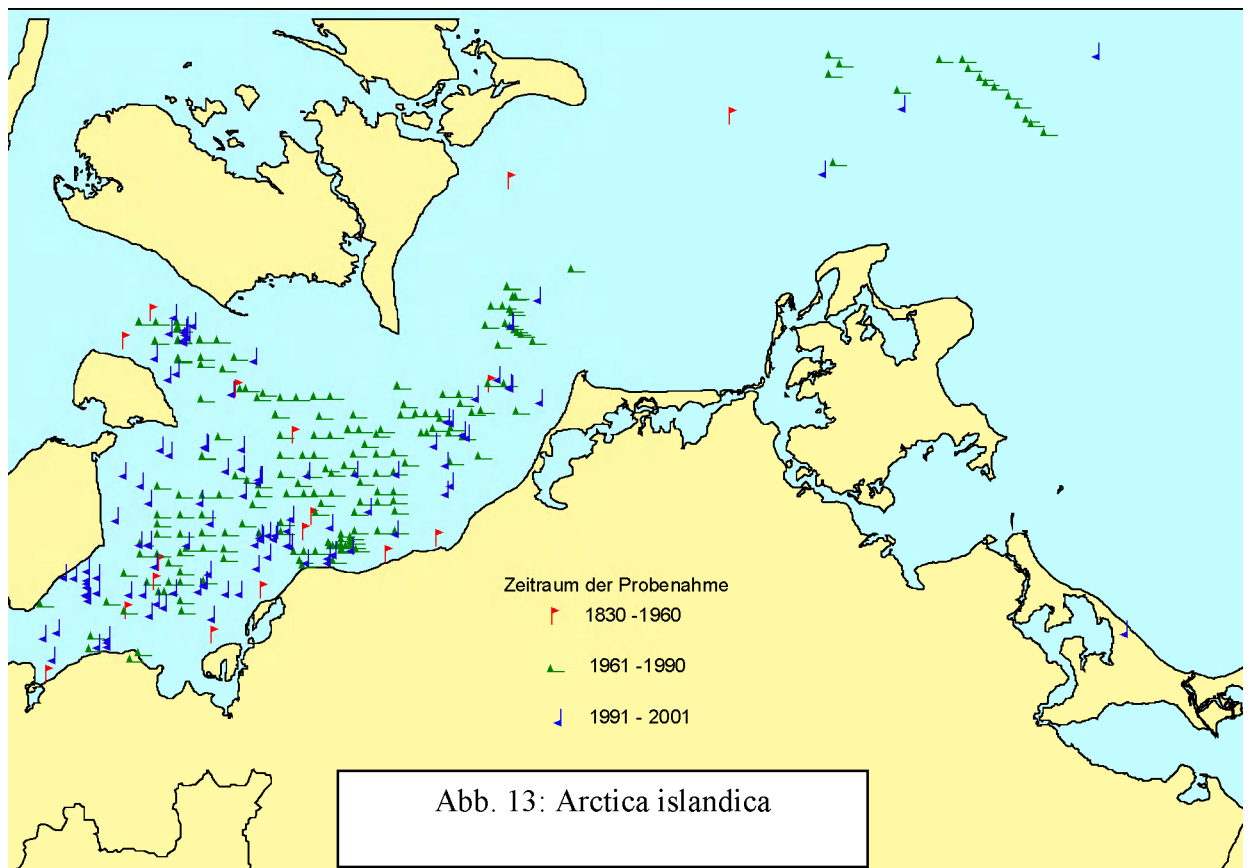 Zeitraum der Probenahme
1830 -1960
1961 -1990
1991 - 2001
Abb. 13: Arctica islandica